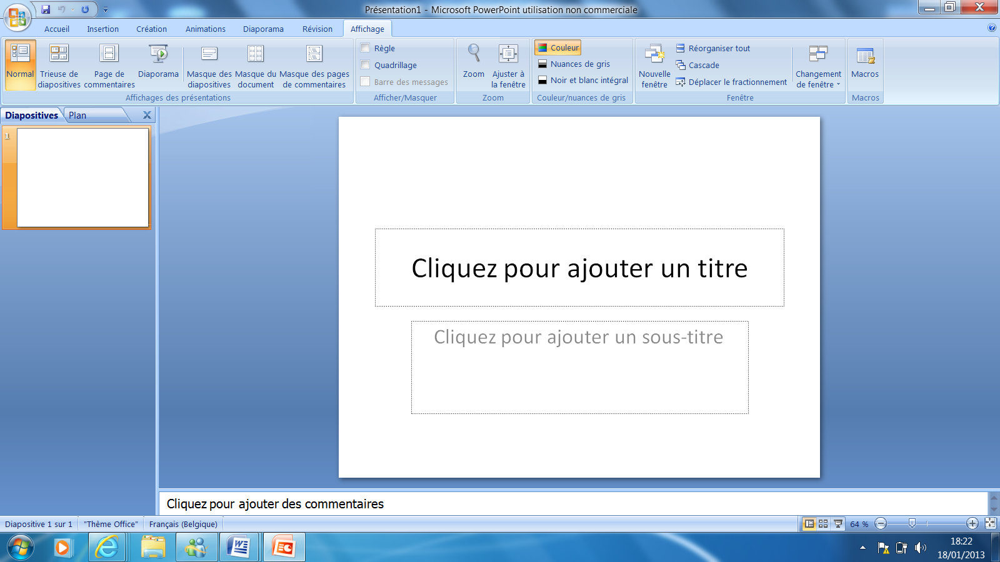 Présentation1 - Microsoft PowerPoint utilisation non commerciale
Accueil Insertion Création Animations Diaporama Révision Affichage
Normal
Trieuse de diapositives
Page de commentaires
Diaporama
Masque des diapositives
Masque du document
Masque des pages de commentaires
Affichages des présentations
Règle
Quadrillage
Barre des messages
Afficher/Masquer
Zoom
Ajuster à la fenêtre
Zoom
Couleur
Nuances de gris
Noir et blanc intégral
Couleur/nuances de gris
Nouvelle fenêtre
Réorganiser tout
Cascade
Déplacer le fractionnement
Changement de fenêtre
Fenêtre
Macros
Macros
Diapositives Plan
1
Cliquez pour ajouter un titre
Cliquez pour ajouter un sous-titre
Cliquez pour ajouter des commentaires
Diapositive 1 sur 1 "Thème Office" Français (Belgique) 64 %
18:22
18/01/2013